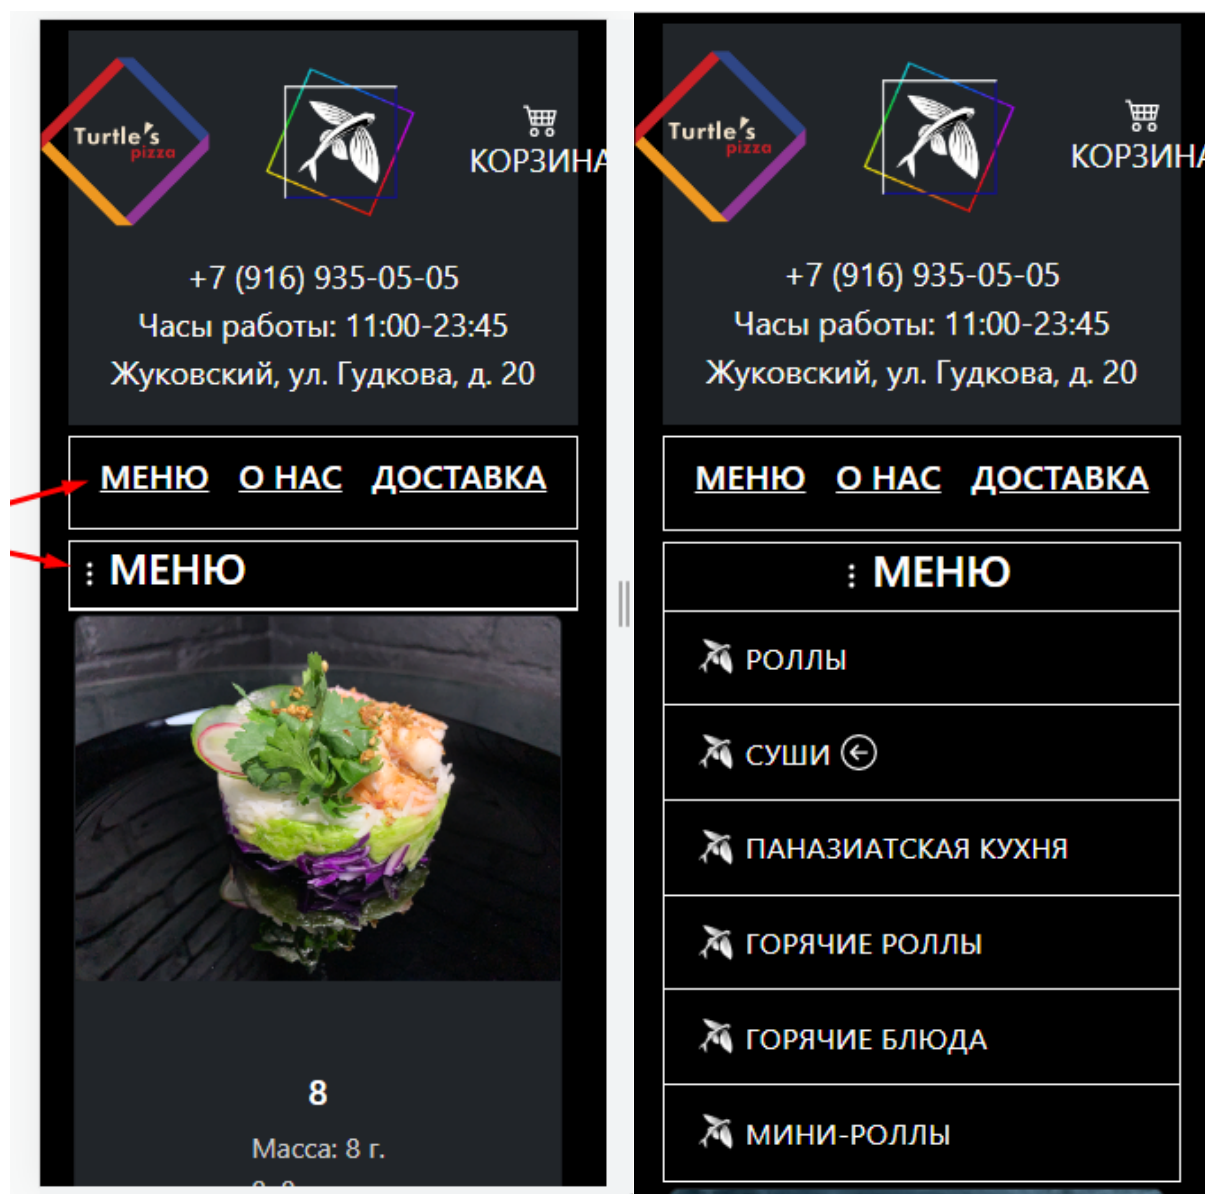 Turtle's
pizza
КОРЗИНА
+7 (916) 935-05-05
Часы работы: 11:00-23:45
Жуковский, ул. Гудкова, д. 20
МЕНЮ О НАС ДОСТАВКА
МЕНЮ
8
Масса: 8 г.
Turtle's
pizza
КОРЗИНА
+7 (916) 935-05-05
Часы работы: 11:00-23:45
Жуковский, ул. Гудкова, д. 20
МЕНЮ О НАС ДОСТАВКА
МЕНЮ
РОЛЛЫ
СУШИ
ПАНАЗИАТСКАЯ КУХНЯ
ГОРЯЧИЕ РОЛЛЫ
ГОРЯЧИЕ БЛЮДА
МИНИ-РОЛЛЫ